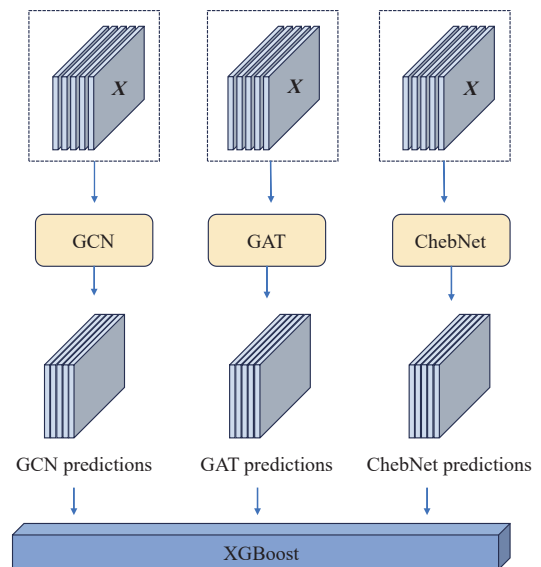 X X X
GCN GAT ChebNet
GCN predictions GAT predictions ChebNet predictions
XGBoost